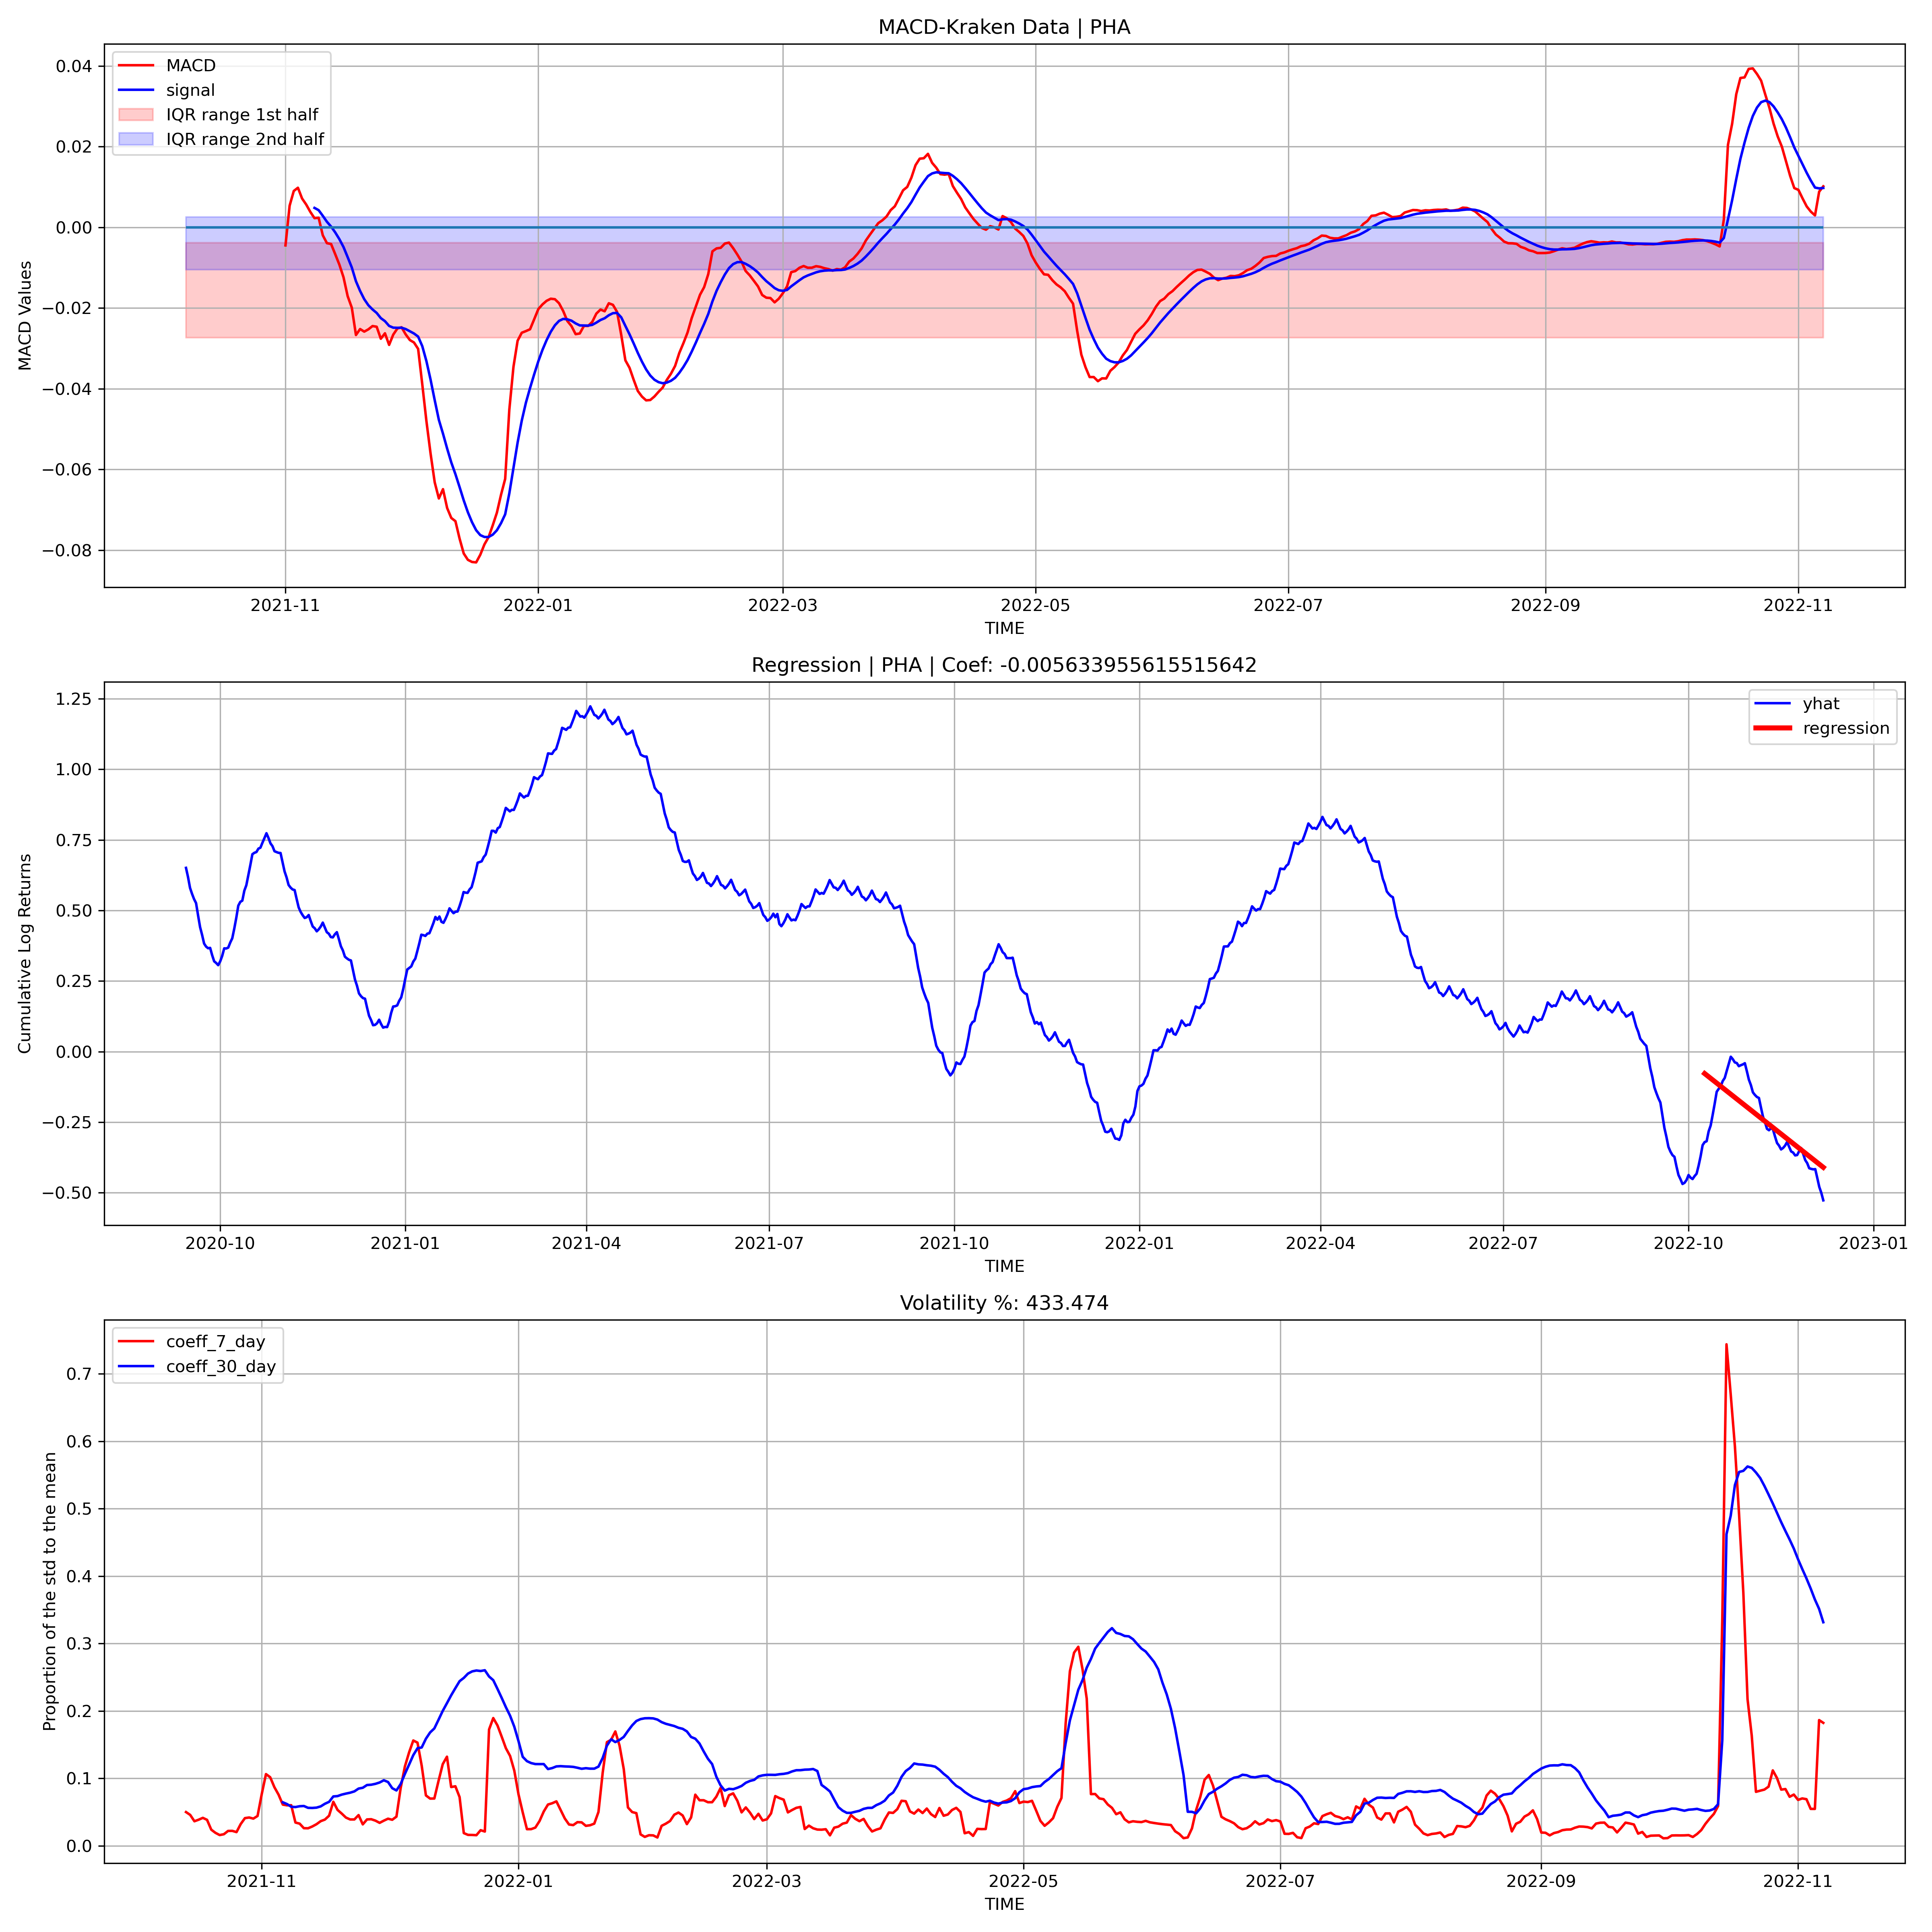 MACD-Kraken Data | PHA
MACD
signal
IQR range 1st half
IQR range 2nd half
0.04
0.02
0.00
−0.02
−0.04
−0.06
−0.08
MACD Values
2021-11
2022-01
2022-03
2022-05
2022-07
2022-09
2022-11
TIME
Regression | PHA | Coef: -0.005633955615515642
yhat
regression
1.25
1.00
0.75
0.50
0.25
0.00
−0.25
−0.50
Cumulative Log Returns
2020-10
2021-01
2021-04
2021-07
2021-10
2022-01
2022-04
2022-07
2022-10
2023-01
TIME
Volatility %: 433.474
coeff_7_day
coeff_30_day
0.7
0.6
0.5
0.4
0.3
0.2
0.1
0.0
Proportion of the std to the mean
2021-11
2022-01
2022-03
2022-05
2022-07
2022-09
2022-11
TIME